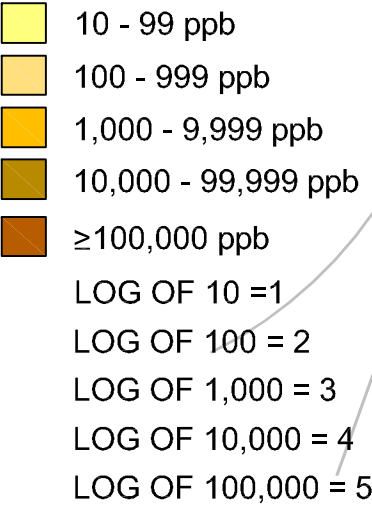 10 - 99 ppb
100 - 999 ppb
1,000 - 9,999 ppb
10,000 - 99,999 ppb
≥100,000 ppb
LOG OF 10 =1
LOG OF 100 = 2
LOG OF 1,000 = 3
LOG OF 10,000 = 4
LOG OF 100,000 = 5